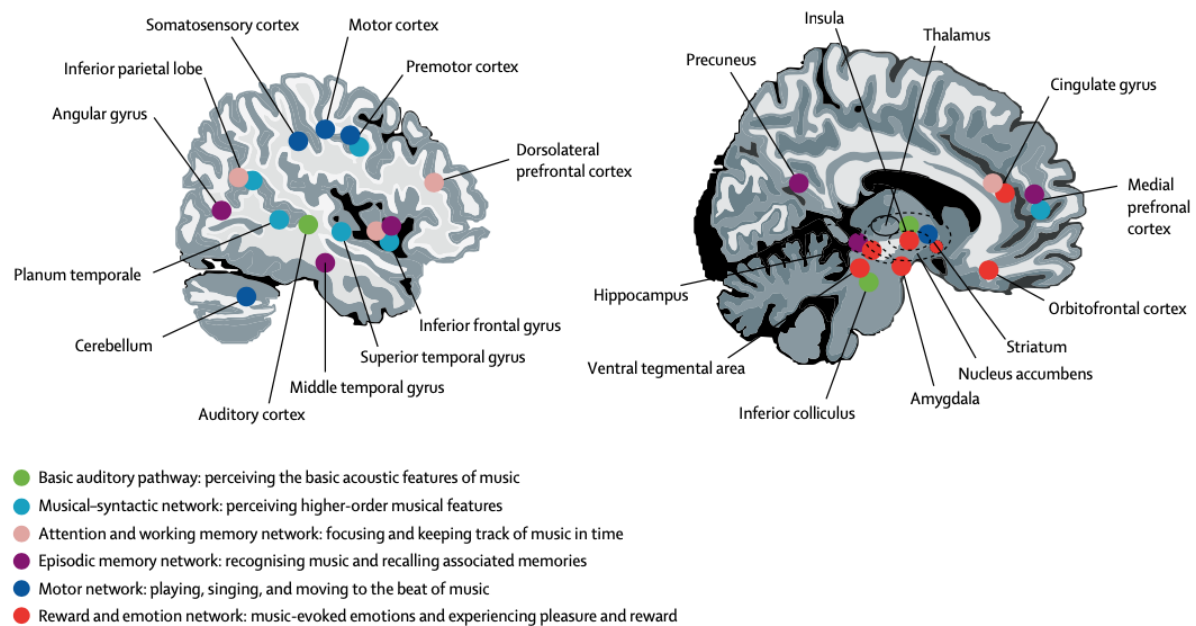 Somatosensory cortex
Motor cortex
Inferior parietal lobe
Premotor cortex
Angular gyrus
Dorsolateral
prefrontal cortex
Planum temporale
Cerebellum
Inferior frontal gyrus
Superior temporal gyrus
Middle temporal gyrus
Auditory cortex
Insula
Thalamus
Precuneus
Cingulate gyrus
Medial
prefronal
cortex
Hippocampus
Orbitofrontal cortex
Striatum
Ventral tegmental area
Nucleus accumbens
Amygdala
Inferior colliculus
Basic auditory pathway: perceiving the basic acoustic features of music
Musical–syntactic network: perceiving higher-order musical features
Attention and working memory network: focusing and keeping track of music in time
Episodic memory network: recognising music and recalling associated memories
Motor network: playing, singing, and moving to the beat of music
Reward and emotion network: music-evoked emotions and experiencing pleasure and reward